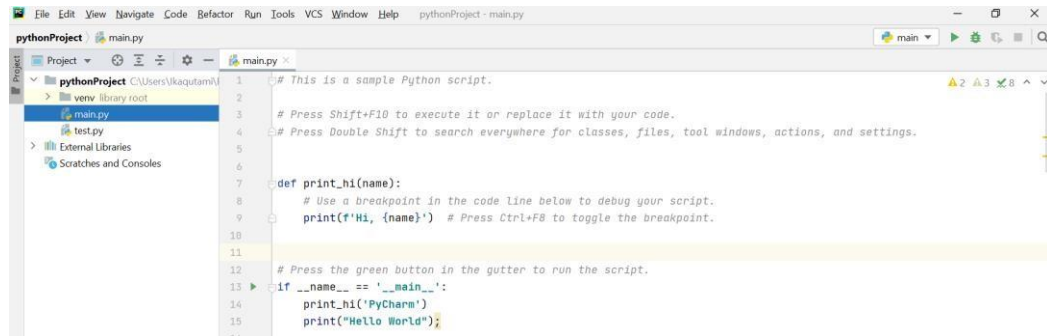 PC File Edit View Navigate Code Refactor Run Tools VCS Window Help pythonProject - main.py
pythonProject main.py main
Project Project main.py
pythonProject C:\Users\lkaqutami\
venv library root
main.py
test.py
External Libraries
Scratches and Consoles
2 3 8
1 # This is a sample Python script.
2
3 # Press Shift+F10 to execute it or replace it with your code.
4 # Press Double Shift to search everywhere for classes, files, tool windows, actions, and settings.
5
6
7 def print_hi(name):
8 # Use a breakpoint in the code line below to debug your script.
9 print(f'Hi, {name}') # Press Ctrl+F8 to toggle the breakpoint.
10
11
12 # Press the green button in the gutter to run the script.
13 if __name__ == '__main__':
14 print_hi('PyCharm')
15 print("Hello World");